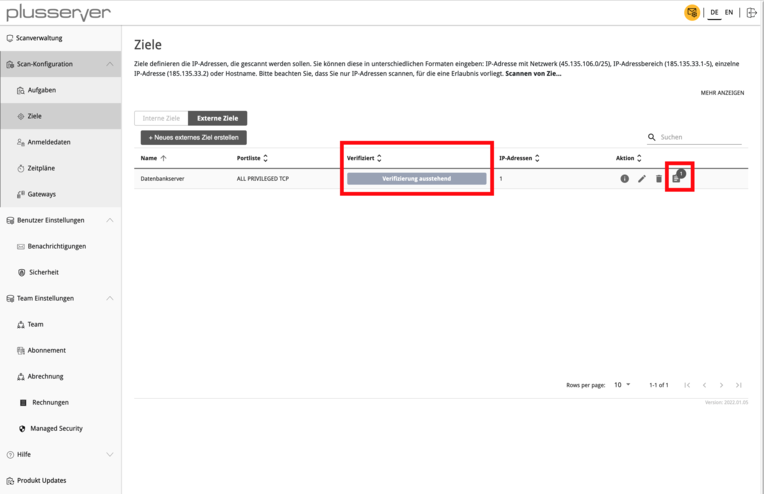 plusserver
DE EN
Scanverwaltung
Scan-Konfiguration
Aufgaben
Ziele
Anmeldedaten
Zeitpläne
Gateways
Benutzer Einstellungen
Benachrichtigungen
Sicherheit
Team Einstellungen
Team
Abonnement
Abrechnung
Rechnungen
Managed Security
Hilfe
Produkt Updates
Ziele
Ziele definieren die IP-Adressen, die gescannt werden sollen. Sie können diese in unterschiedlichen Formaten eingeben: IP-Adresse mit Netzwerk (45.135.106.0/25), IP-Adressbereich (185.135.33.1-5), einzelne
IP-Adresse (185.135.33.2) oder Hostname. Bitte beachten Sie, dass Sie nur IP-Adressen scannen, für die eine Erlaubnis vorliegt. Scannen von Zie...
MEHR ANZEIGEN
Interne Ziele Externe Ziele
+ Neues externes Ziel erstellen
Suchen
Name Portliste Verifiziert IP-Adressen Aktion
Datenbankserver ALL PRIVILEGED TCP Verifizierung ausstehend 1 1
Rows per page: 10 1-1 of 1
Version: 2022.01.05